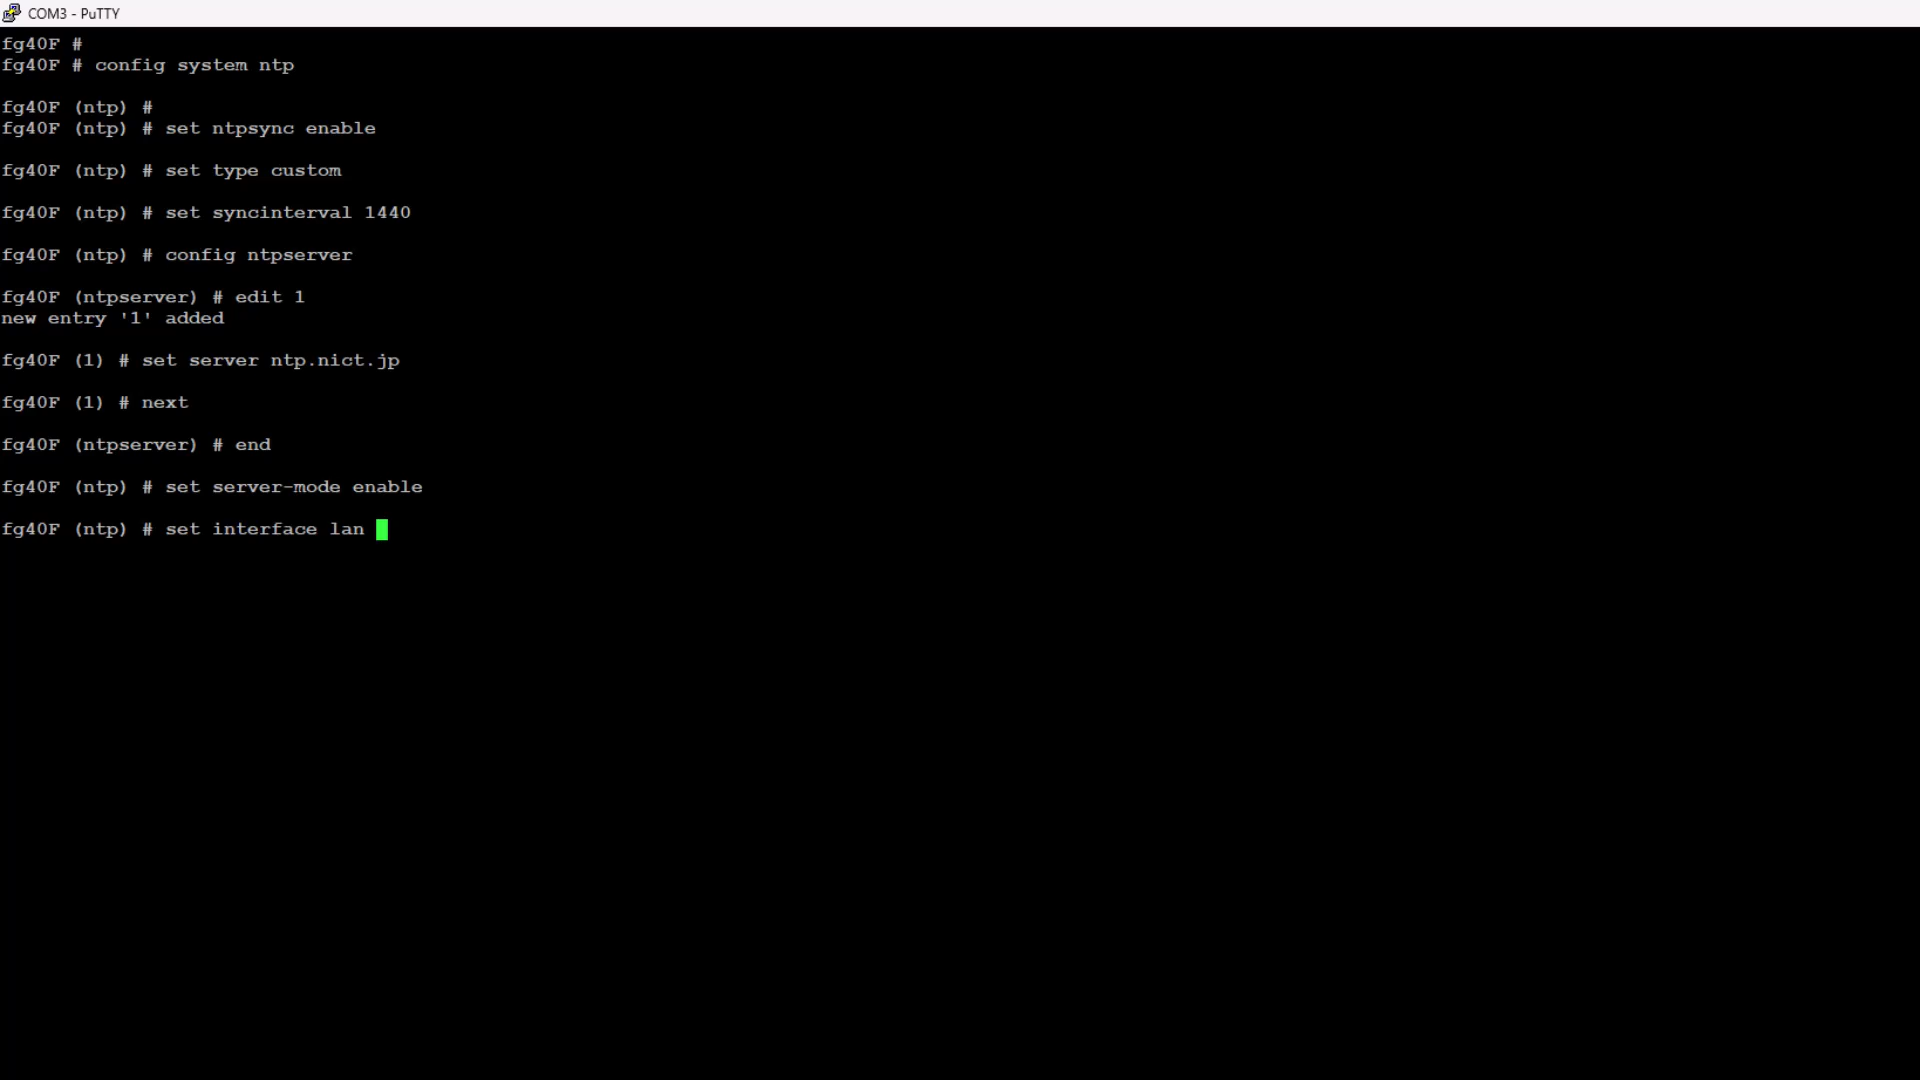 COM3 - PuTTY
fg40F #
fg40F # config system ntp
fg40F (ntp) #
fg40F (ntp) # set ntpsync enable
fg40F (ntp) # set type custom
fg40F (ntp) # set syncinterval 1440
fg40F (ntp) # config ntpserver
fg40F (ntpserver) # edit 1
new entry '1' added
fg40F (1) # set server ntp.nict.jp
fg40F (1) # next
fg40F (ntpserver) # end
fg40F (ntp) # set server-mode enable
fg40F (ntp) # set interface lan